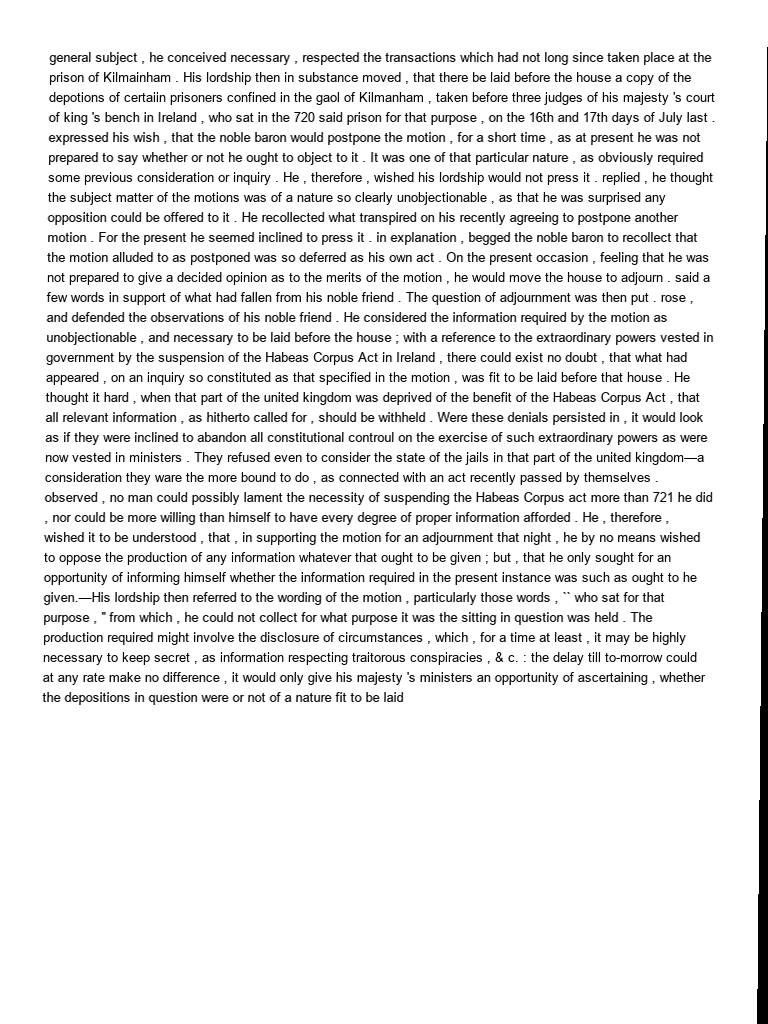 general subject , he conceived necessary , respected the transactions which had not long since taken place at the
prison of Kilmainham . His lordship then in substance moved , that there be laid before the house a copy of the
depotions of certaiin prisoners confined in the gaol of Kilmanham , taken before three judges of his majesty 's court
of king 's bench in Ireland , who sat in the 720 said prison for that purpose , on the 16th and 17th days of July last .
expressed his wish , that the noble baron would postpone the motion , for a short time , as at present he was not
prepared to say whether or not he ought to object to it . It was one of that particular nature , as obviously required
some previous consideration or inquiry . He , therefore , wished his lordship would not press it . replied , he thought
the subject matter of the motions was of a nature so clearly unobjectionable , as that he was surprised any
opposition could be offered to it . He recollected what transpired on his recently agreeing to postpone another
motion . For the present he seemed inclined to press it . in explanation , begged the noble baron to recollect that
the motion alluded to as postponed was so deferred as his own act . On the present occasion , feeling that he was
not prepared to give a decided opinion as to the merits of the motion , he would move the house to adjourn . said a
few words in support of what had fallen from his noble friend . The question of adjournment was then put . rose ,
and defended the observations of his noble friend . He considered the information required by the motion as
unobjectionable , and necessary to be laid before the house ; with a reference to the extraordinary powers vested in
government by the suspension of the Habeas Corpus Act in Ireland , there could exist no doubt , that what had
appeared , on an inquiry so constituted as that specified in the motion , was fit to be laid before that house . He
thought it hard , when that part of the united kingdom was deprived of the benefit of the Habeas Corpus Act , that
all relevant information , as hitherto called for , should be withheld . Were these denials persisted in , it would look
as if they were inclined to abandon all constitutional controul on the exercise of such extraordinary powers as were
now vested in ministers . They refused even to consider the state of the jails in that part of the united kingdom—a
consideration they ware the more bound to do , as connected with an act recently passed by themselves .
observed , no man could possibly lament the necessity of suspending the Habeas Corpus act more than 721 he did
, nor could be more willing than himself to have every degree of proper information afforded . He , therefore ,
wished it to be understood , that , in supporting the motion for an adjournment that night , he by no means wished
to oppose the production of any information whatever that ought to be given ; but , that he only sought for an
opportunity of informing himself whether the information required in the present instance was such as ought to he
given.—His lordship then referred to the wording of the motion , particularly those words , `` who sat for that
purpose , '' from which , he could not collect for what purpose it was the sitting in question was held . The
production required might involve the disclosure of circumstances , which , for a time at least , it may be highly
necessary to keep secret , as information respecting traitorous conspiracies , & c. : the delay till to-morrow could
at any rate make no difference , it would only give his majesty 's ministers an opportunity of ascertaining , whether
the depositions in question were or not of a nature fit to be laid